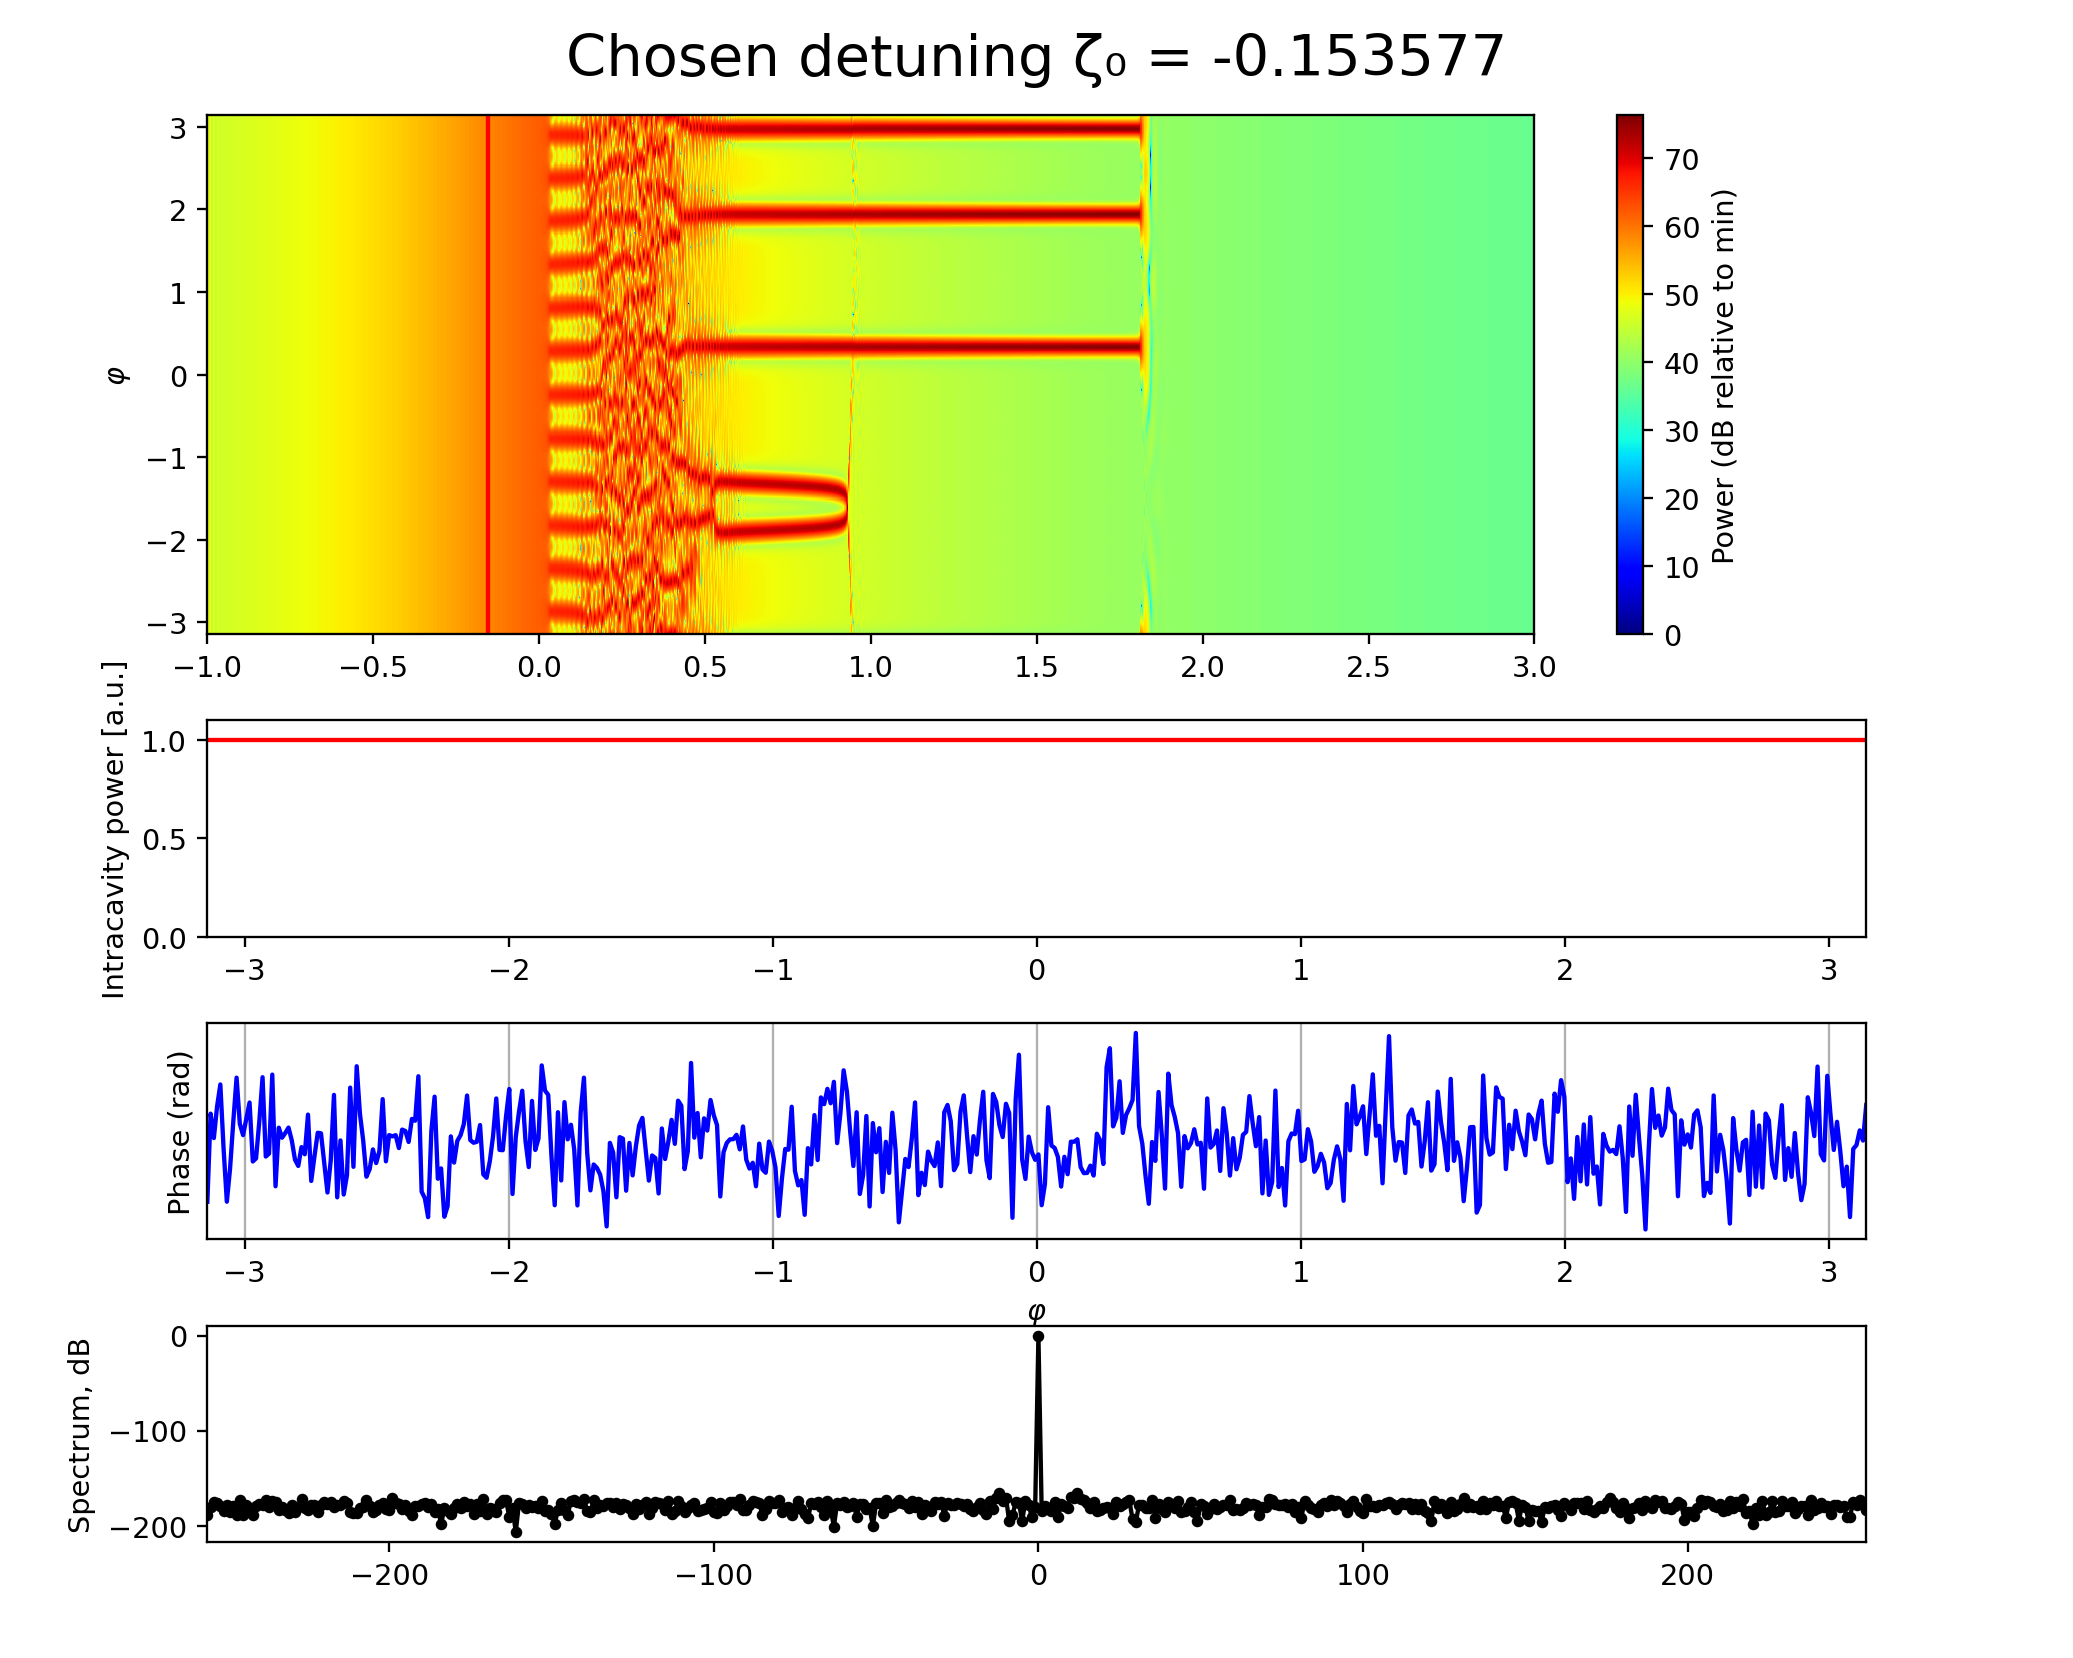 Chosen detuning ζ₀ = -0.153577
3
2
1
0
−1
−2
−3
φ
−1.0 −0.5 0.0 0.5 1.0 1.5 2.0 2.5 3.0
70
60
50
40
30
20
10
0
Power (dB relative to min)
Intracavity power [a.u.]
1.0
0.5
0.0
−3 −2 −1 0 1 2 3
Phase (rad)
−3 −2 −1 0 1 2 3
φ
Spectrum, dB
0
−100
−200
−200 −100 0 100 200